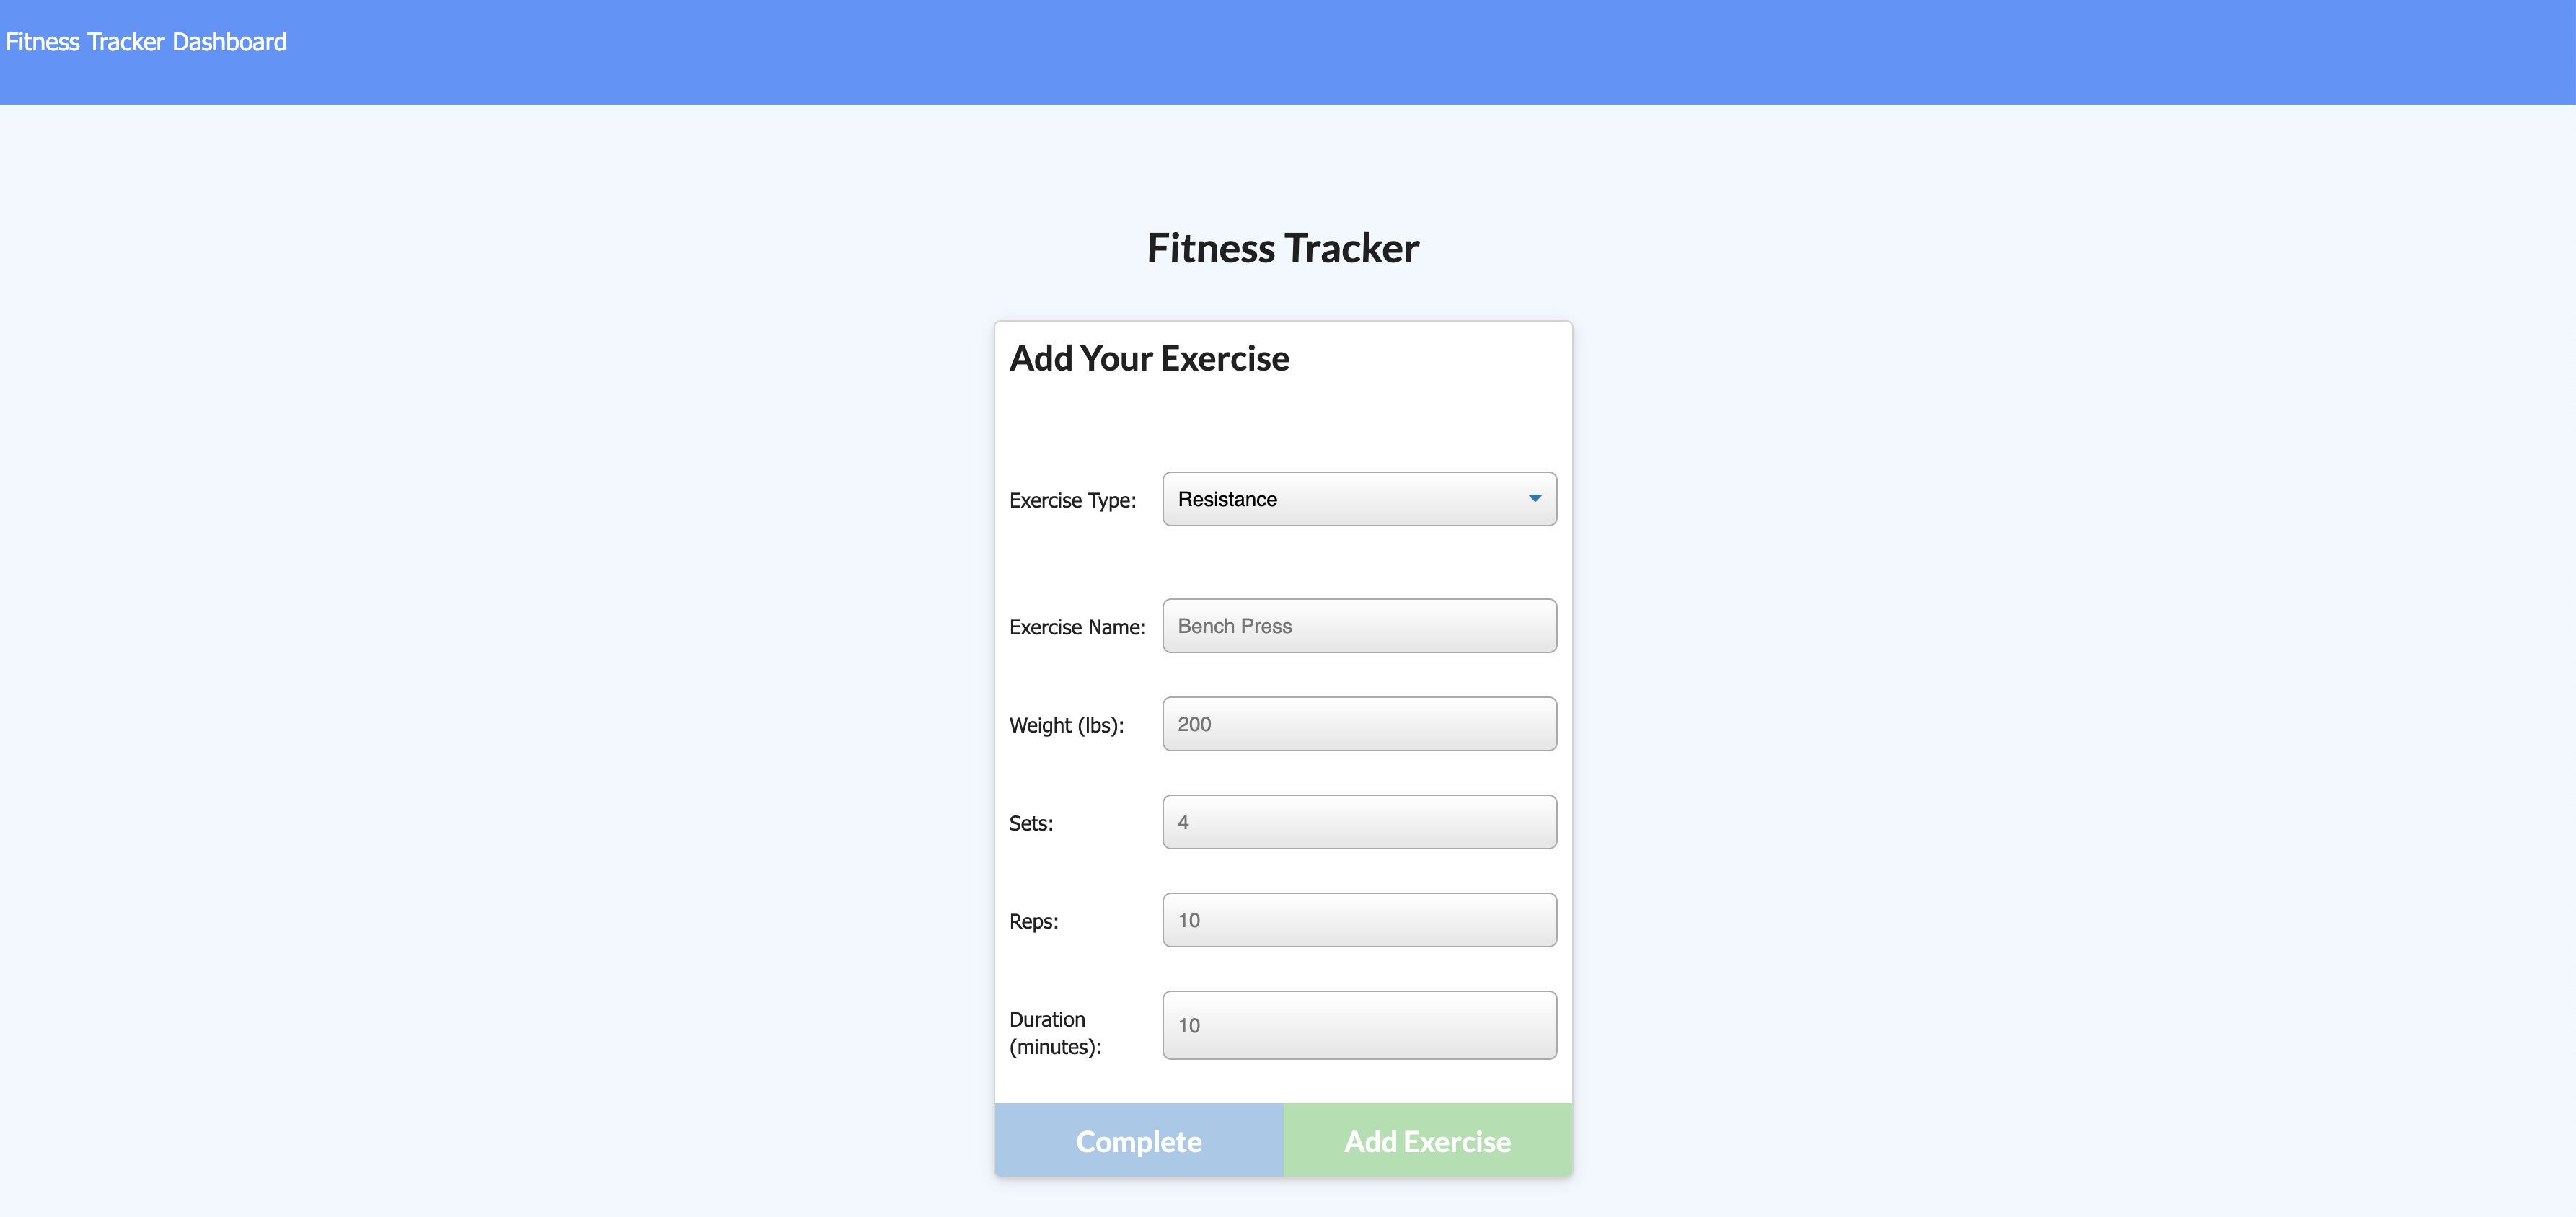 Fitness Tracker Dashboard
Fitness Tracker
Add Your Exercise
Exercise Type: Resistance
Exercise Name: Bench Press
Weight (lbs): 200
Sets: 4
Reps: 10
Duration
(minutes): 10
Complete Add Exercise